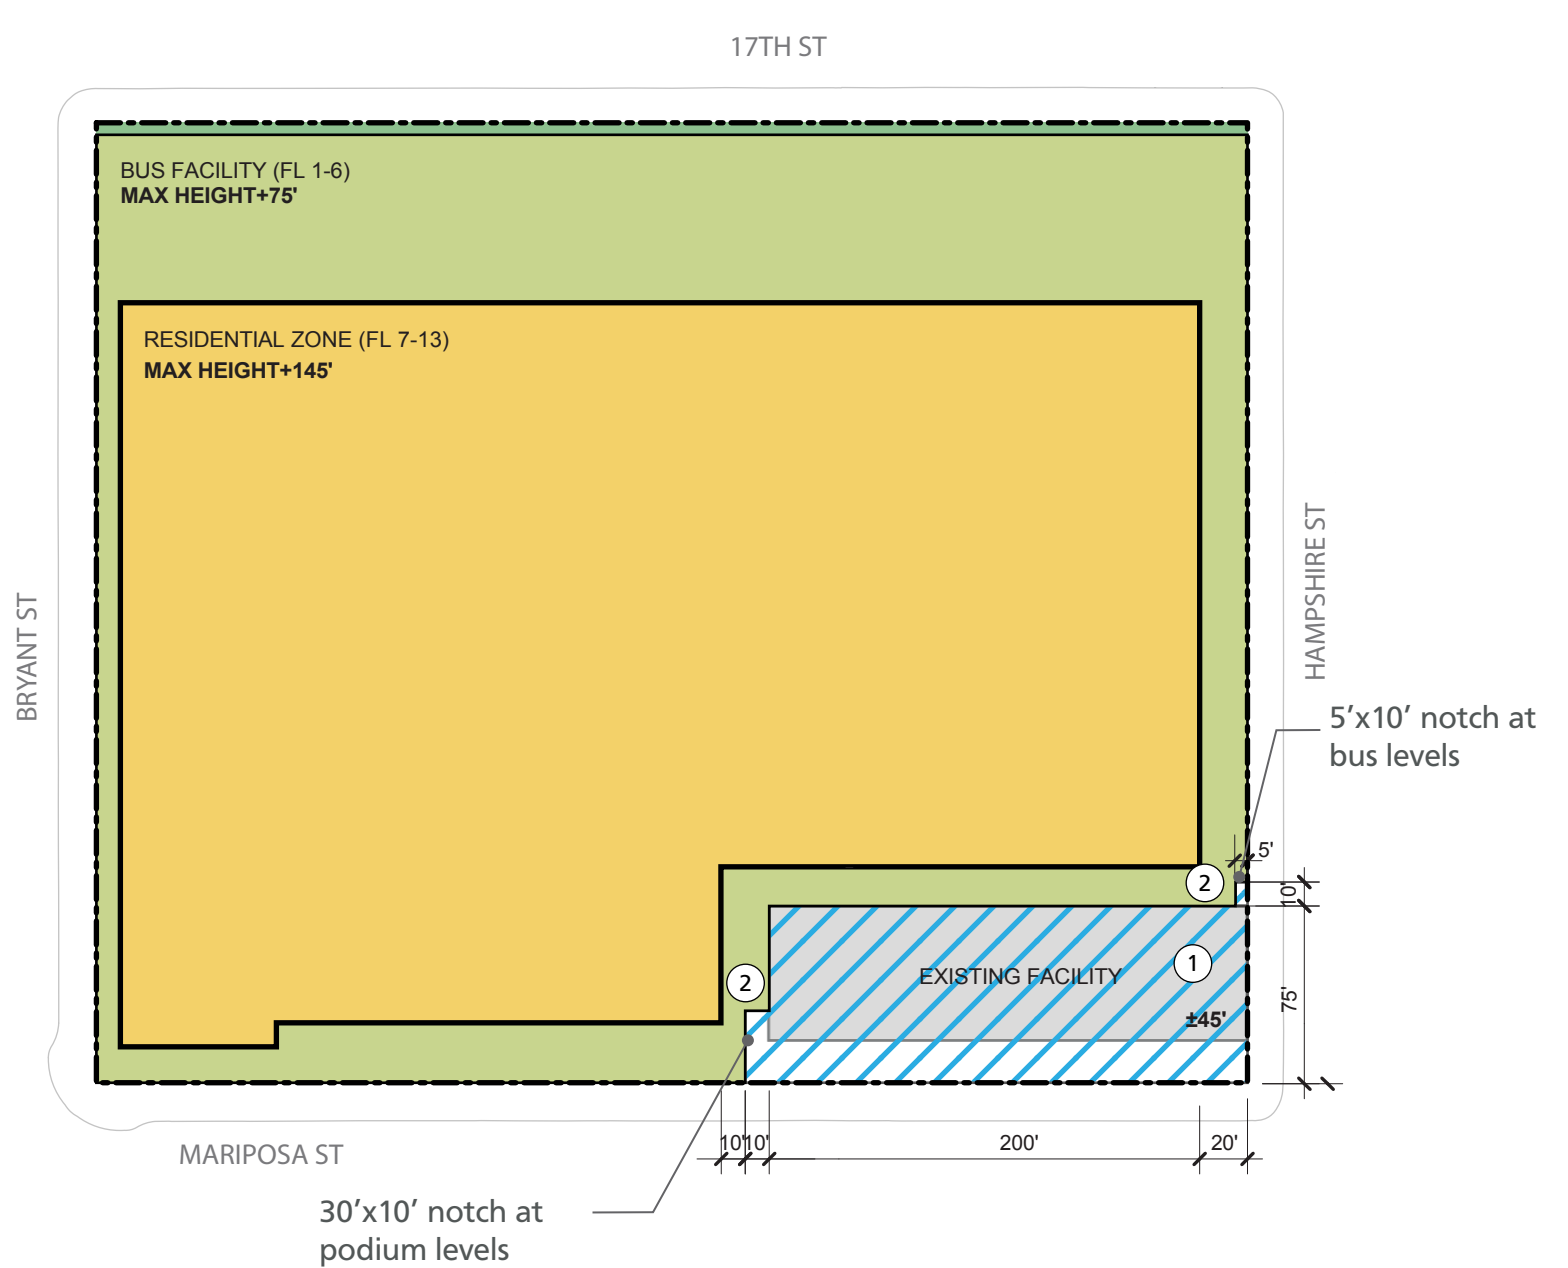 17TH ST
BUS FACILITY (FL 1-6)
MAX HEIGHT+75'
RESIDENTIAL ZONE (FL 7-13)
MAX HEIGHT+145'
BRYANT ST
HAMPSHIRE ST
5’x10’ notch at
bus levels
5'
2
10'
1
EXISTING FACILITY
2
75'
±45'
10'
10'
200'
20'
MARIPOSA ST
30’x10’ notch at
podium levels